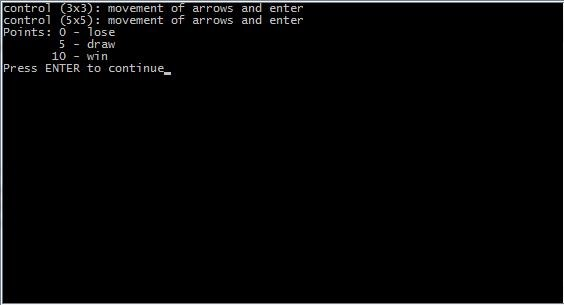 control (3x3): movement of arrows and enter
control (5x5): movement of arrows and enter
Points: 0 - lose
5 - draw
10 - win
Press ENTER to continue_